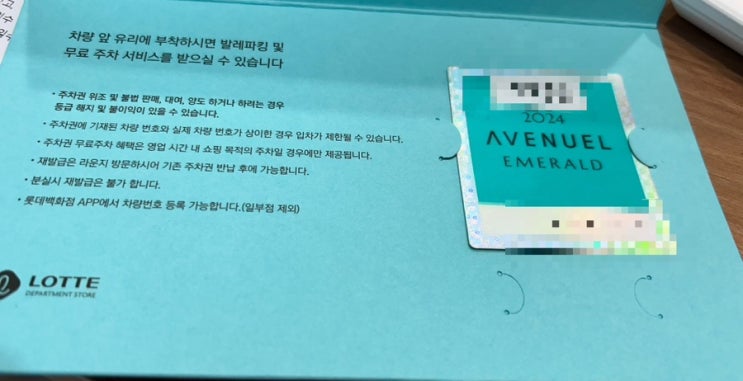 차량 앞 유리에 부착하시면 발레파킹 및
무료 주차 서비스를 받으실 수 있습니다
* 주차권 위조 및 불법 판매, 대여, 양도 하거나 하려는 경우
등급 해지 및 불이익이 있을 수 있습니다.
* 주차권에 기재된 차량 번호와 실제 차량 번호가 상이한 경우 입차가 제한될 수 있습니다.
* 주차권 무료주차 혜택은 영업 시간 내 쇼핑 목적의 주차일 경우에만 제공됩니다.
* 재발급은 라운지 방문하시어 기존 주차권 반납 후에 가능합니다.
* 분실시 재발급은 불가 합니다.
* 롯데백화점 APP에서 차량번호 등록 가능합니다.(일부점 제외)
LOTTE
DEPARTMENT STORE
2024
AVENUEL
EMERALD